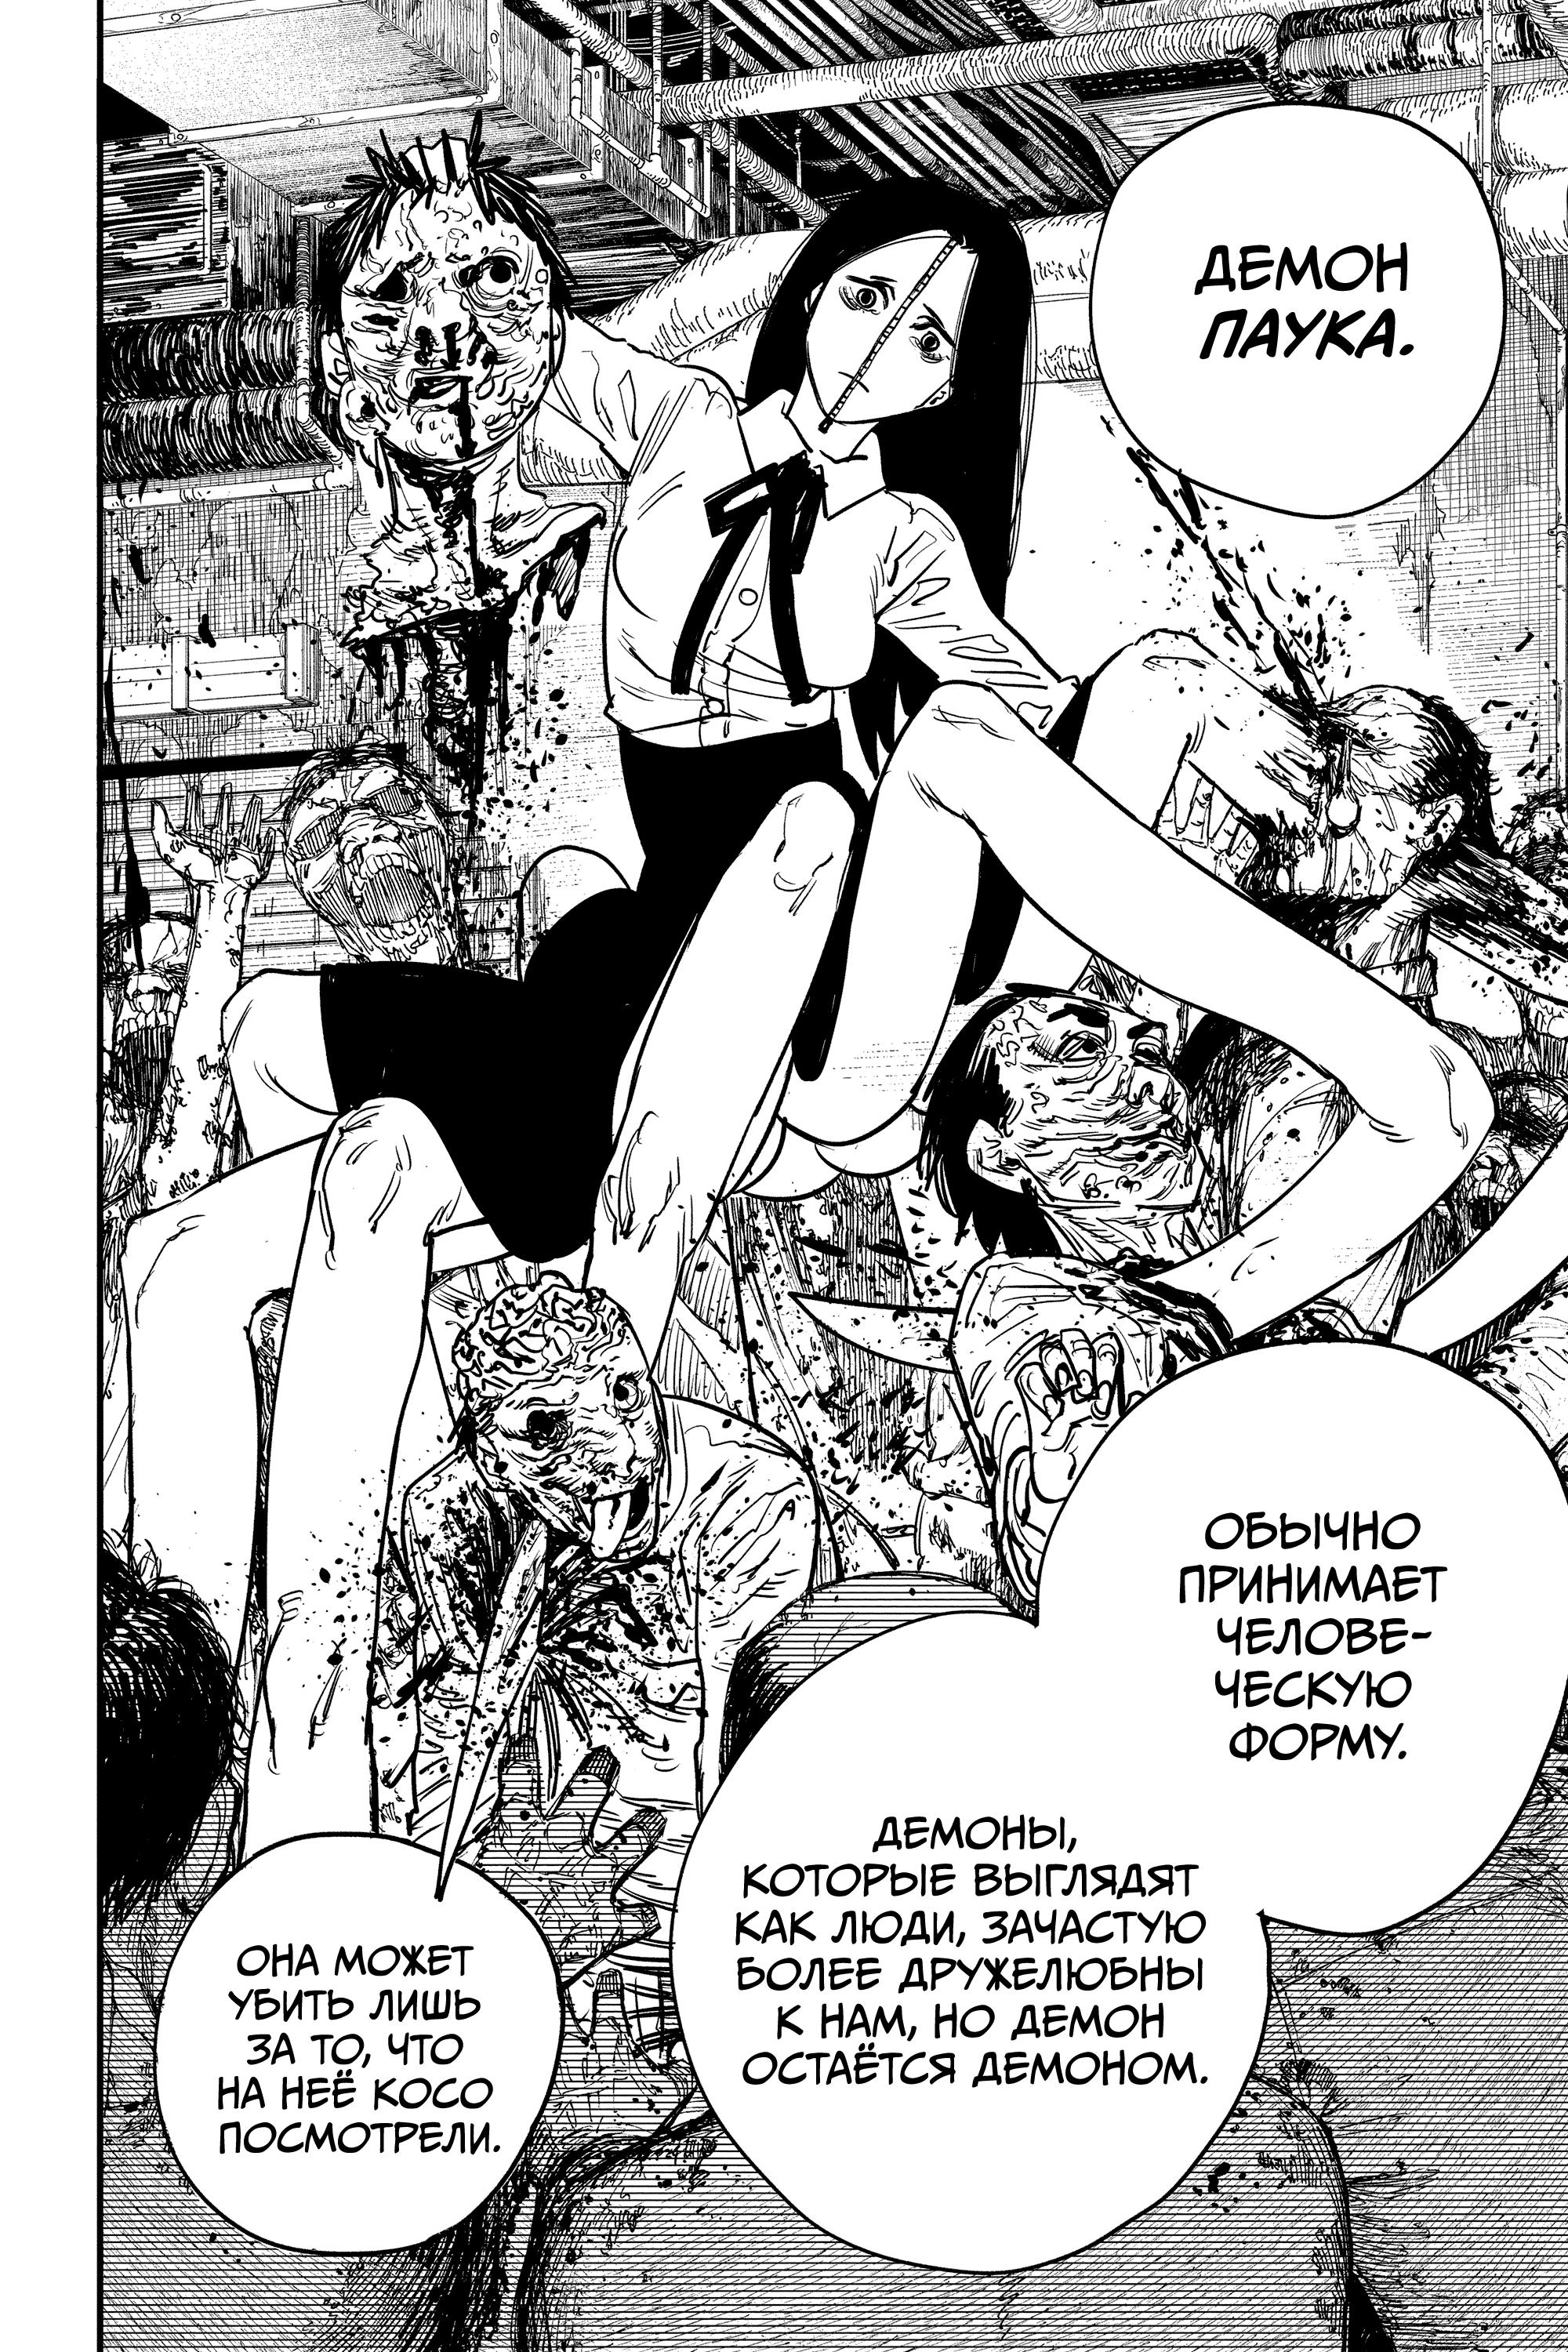 ДЕМОН
ПАУКА.
ОБЫЧНО
ПРИНИМАЕТ
ЧЕЛОВЕ-
ЧЕСКУЮ
ФОРМУ.
ДЕМОНЫ,
КОТОРЫЕ ВЫГЛЯДЯТ
КАК ЛЮДИ, ЗАЧАСТУЮ
БОЛЕЕ ДРУЖЕЛЮБНЫ
К НАМ, НО ДЕМОН
ОСТАЁТСЯ ДЕМОНОМ.
ОНА МОЖЕТ
УБИТЬ ЛИШЬ
ЗА ТО, ЧТО
НА НЕЁ КОСО
ПОСМОТРЕЛИ.